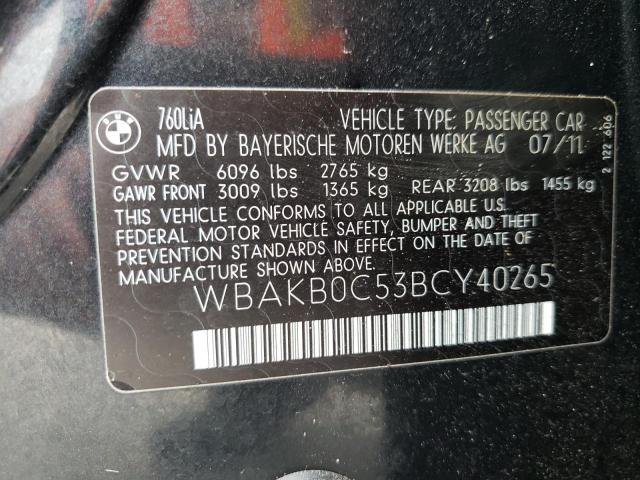 760LiA VEHICLE TYPE: PASSENGER CAR
MFD BY BAYERISCHE MOTOREN WERKE AG 07/11
GVWR 6096 lbs 2765 kg
GAWR FRONT 3009 lbs 1365 kg REAR 3208 lbs 1455 kg
THIS VEHICLE CONFORMS TO ALL APPLICABLE U.S.
FEDERAL MOTOR VEHICLE SAFETY, BUMPER AND THEFT
PREVENTION STANDARDS IN EFFECT ON THE DATE OF
MANUFACTURE SHOWN ABOVE
WBAKB0C53BCY40265
2 122 606
BMW